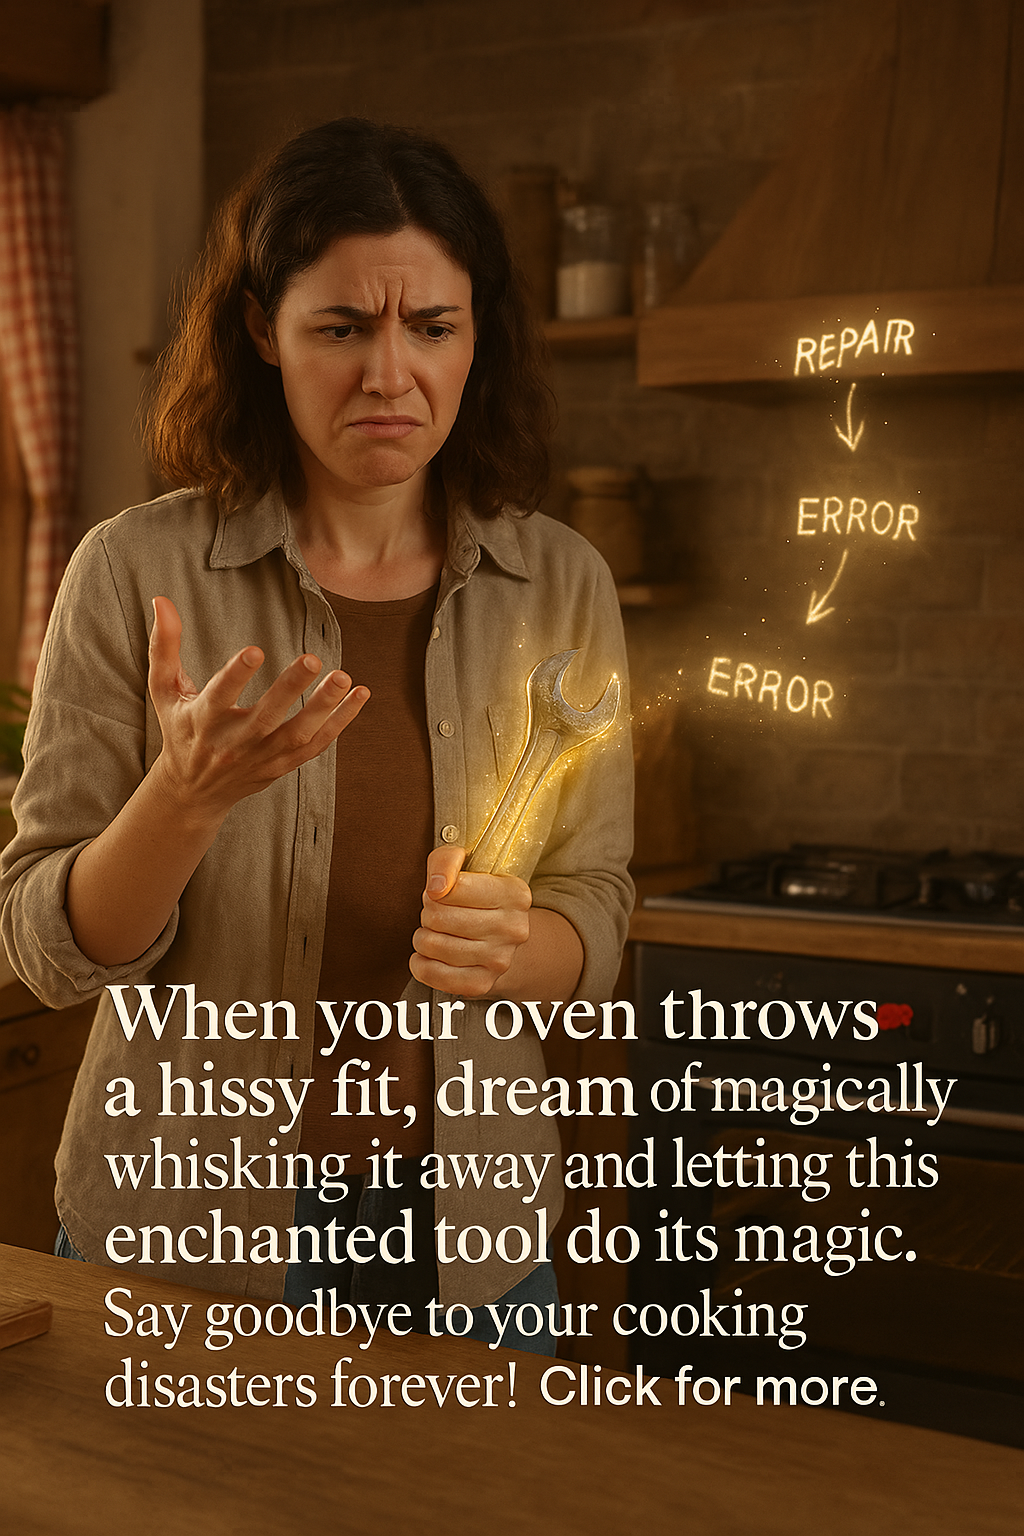 REPAIR
ERROR
ERROR
When your oven throws
a hissy fit, dream of magically
whisking it away and letting this
enchanted tool do its magic.
Say goodbye to your cooking
disasters forever! Click for more.